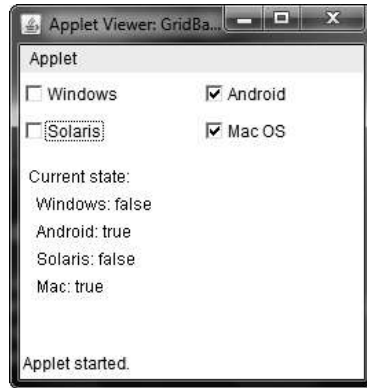 Applet Viewer: GridBa...
Applet
Windows
Android
Solaris
Mac OS
Current state:
Windows: false
Android: true
Solaris: false
Mac: true
Applet started.